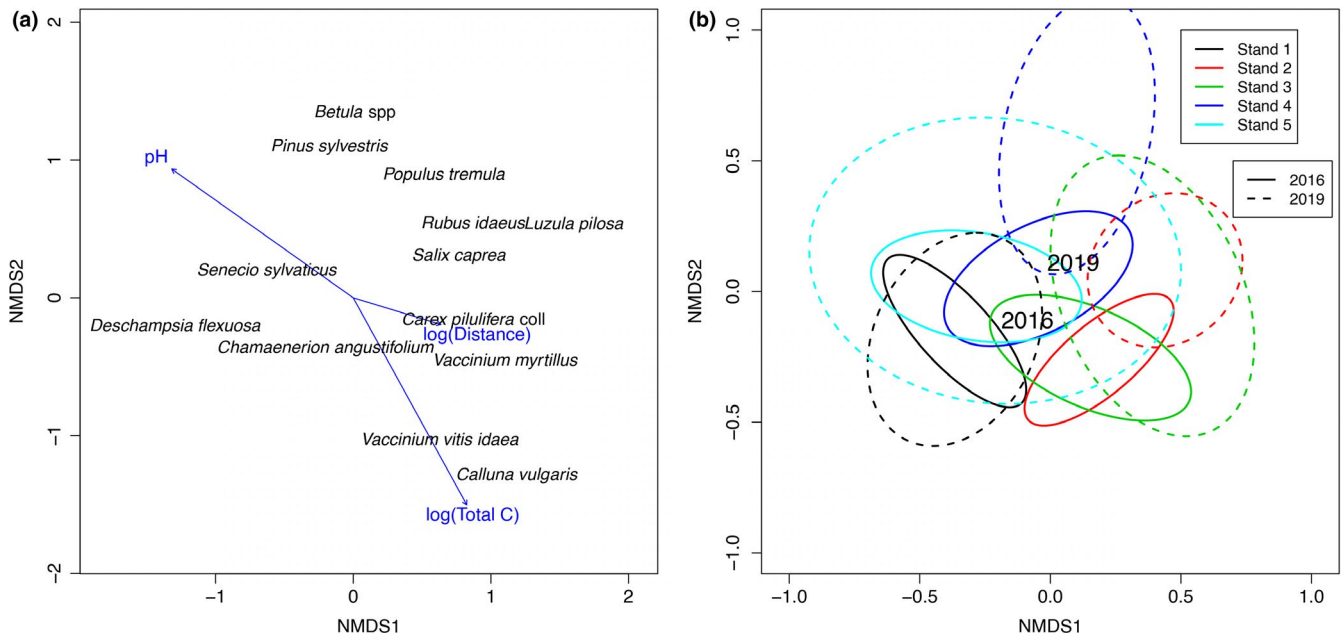 (a)
2
1
0
−1
−2
NMDS2
Betula spp
Pinus sylvestris
pH
Populus tremula
Rubus idaeusLuzula pilosa
Salix caprea
Senecio sylvaticus
Carex pilulifera coll
Deschampsia flexuosa
log(Distance)
Chamaenerion angustifolium
Vaccinium myrtillus
Vaccinium vitis idaea
Calluna vulgaris
log(Total C)
−1 0 1 2
NMDS1
(b)
1.0
0.5
0.0
−0.5
−1.0
NMDS2
Stand 1
Stand 2
Stand 3
Stand 4
Stand 5
2016
2019
2019
2016
−1.0 −0.5 0.0 0.5 1.0
NMDS1